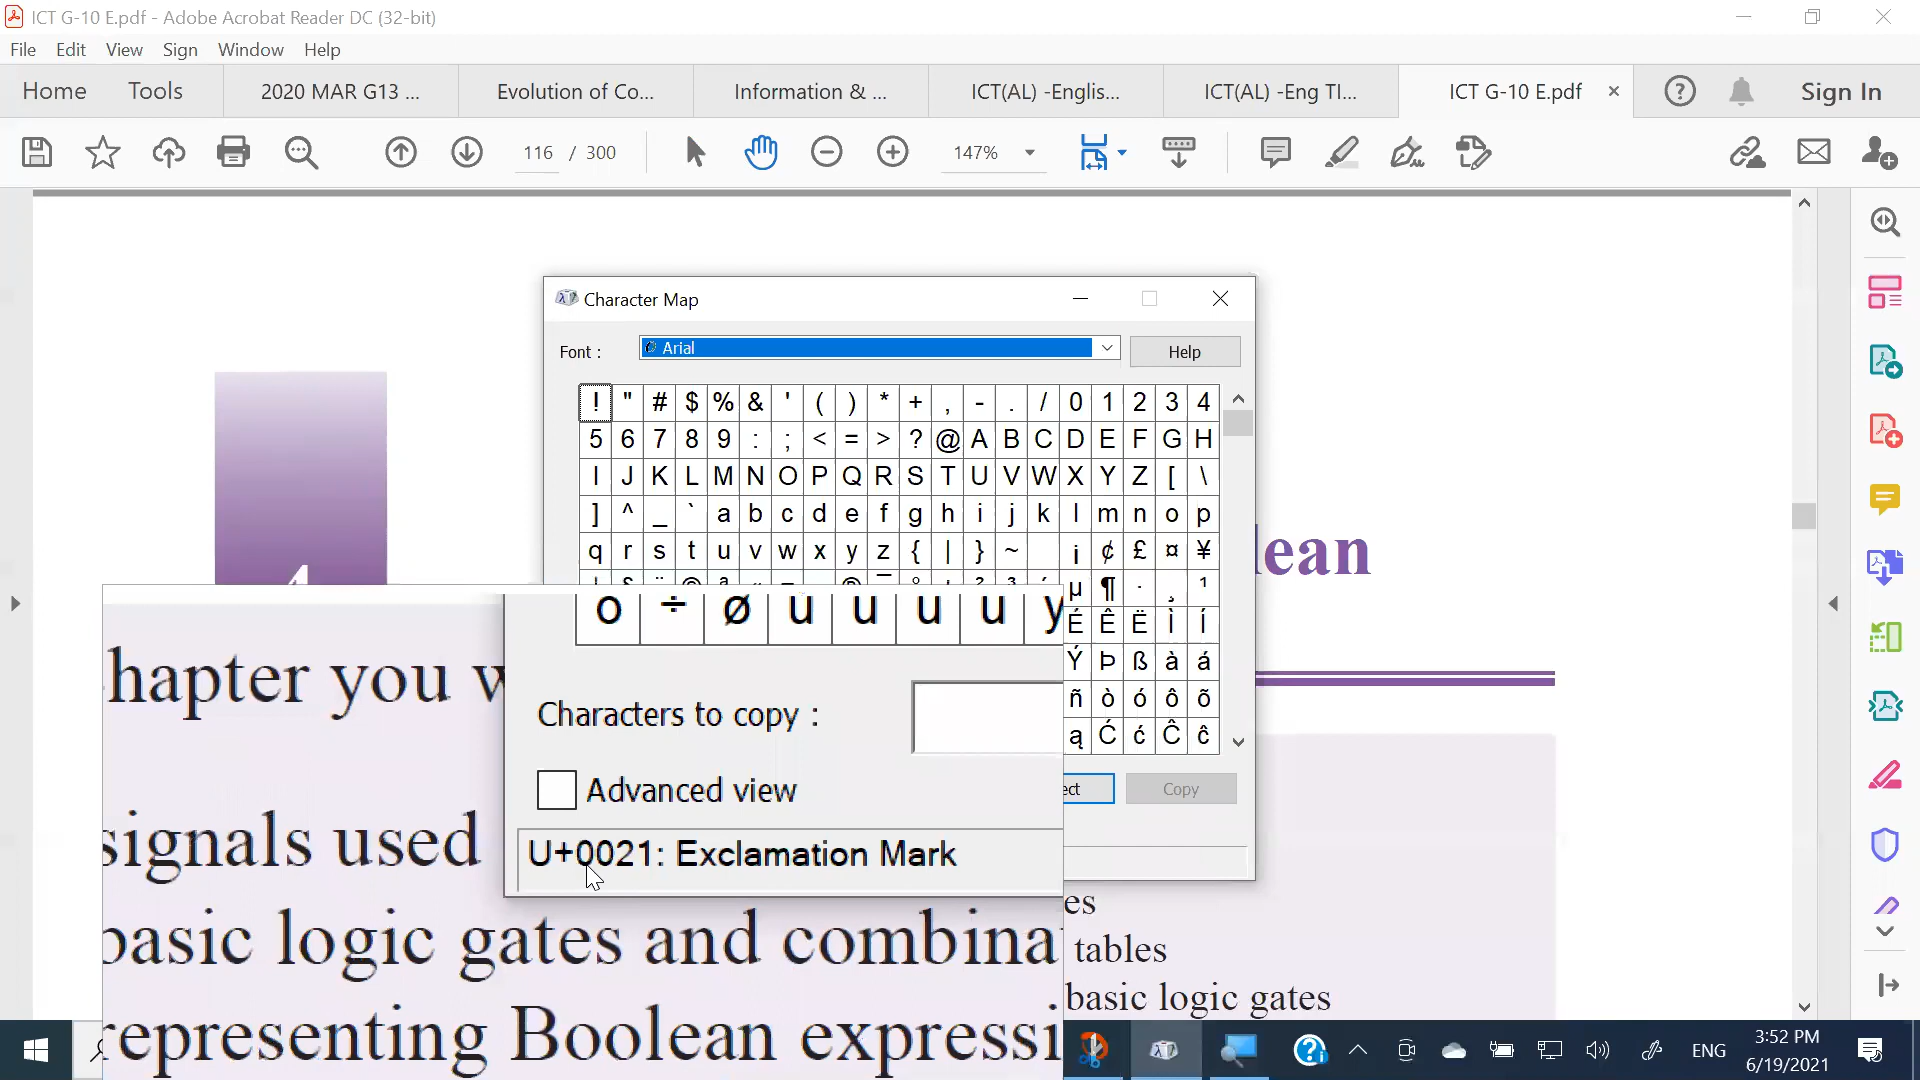 ICT G-10 E.pdf - Adobe Acrobat Reader DC (32-bit)
File Edit View Sign Window Help
Home Tools 2020 MAR G13 ... Evolution of Co... Information & ... ICT(AL) -Englis... ICT(AL) -Eng TI... ICT G-10 E.pdf × Sign In
116 / 300 147%
Character Map
Font : Arial Help
! " # $ % & ' ( ) * + , - . / 0 1 2 3 4
5 6 7 8 9 : ; < = > ? @ A B C D E F G H
I J K L M N O P Q R S T U V W X Y Z [ \
] ^ _ ` a b c d e f g h i j k l m n o p
q r s t u v w x y z { | } ~ ¡ ¢ £ ¤ ¥
µ ¶ · ¸ ¹
É Ê Ë Ì Í
Ý Þ ß à á
ñ ò ó ô õ
ą Ć ć Ĉ ĉ
lean
÷ ø
hapter you w
Characters to copy :
Advanced view
ect Copy
signals used
U+0021: Exclamation Mark
es
basic logic gates and combina
tables
basic logic gates
representing Boolean expressi
ENG 3:52 PM
6/19/2021